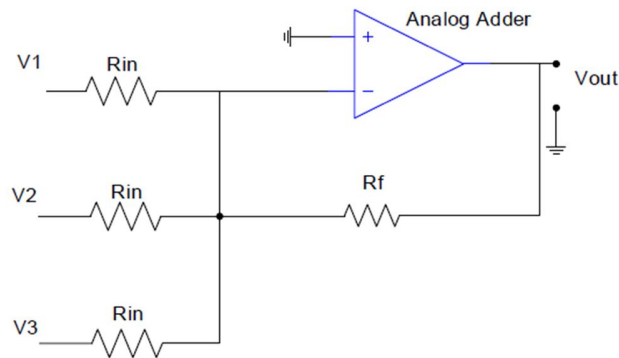 Analog Adder
V1
Rin
+
−
Vout
Rf
V2
Rin
V3
Rin